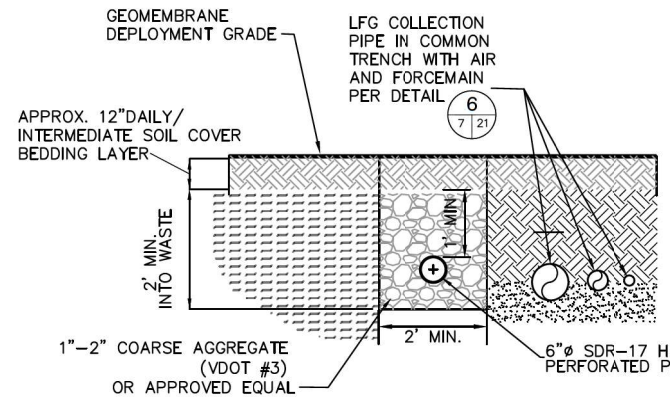 GEOMEMBRANE
DEPLOYMENT GRADE
LFG COLLECTION
PIPE IN COMMON
TRENCH WITH AIR
AND FORCEMAIN
PER DETAIL
6
7 21
APPROX. 12"DAILY/
INTERMEDIATE SOIL COVER
BEDDING LAYER
2' MIN.
INTO WASTE
1' MIN
2' MIN.
1"-2" COARSE AGGREGATE
(VDOT #3)
OR APPROVED EQUAL
6"ø SDR-17 H
PERFORATED P